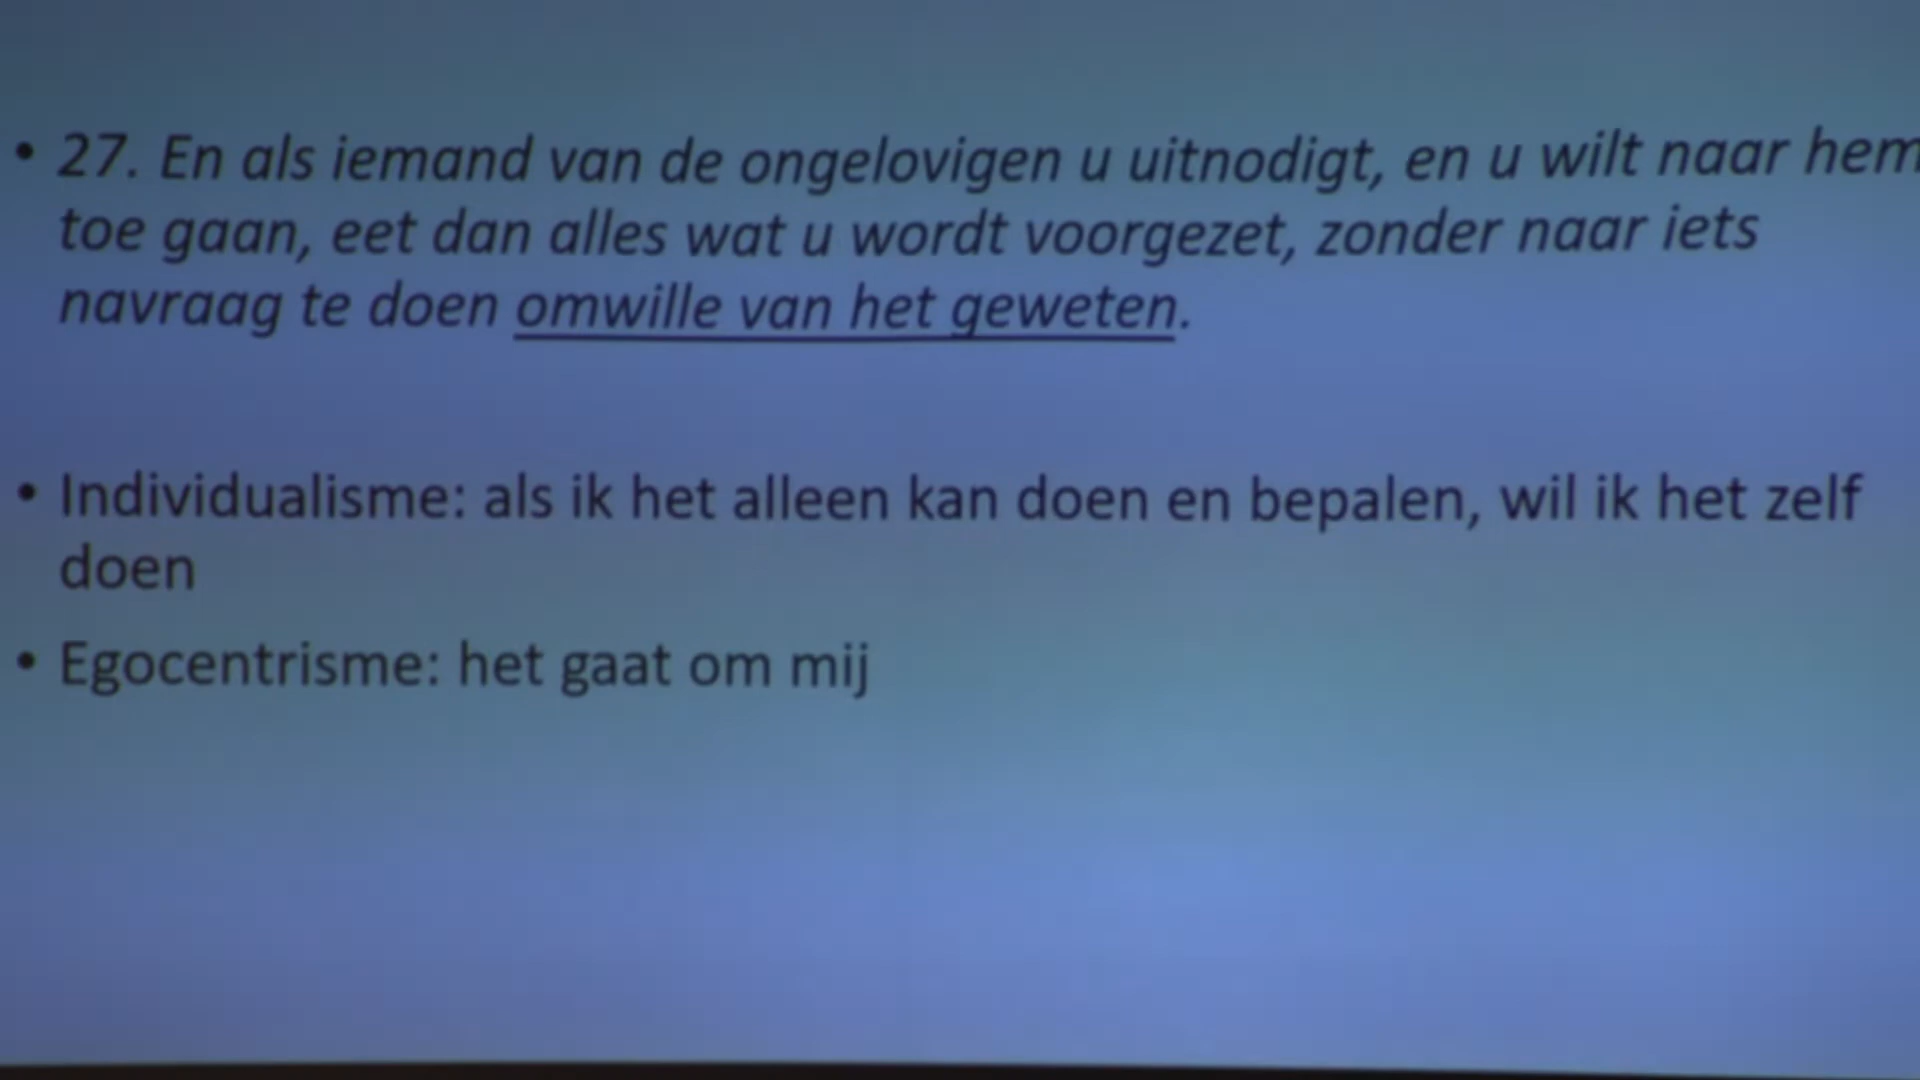 • 27. En als iemand van de ongelovigen u uitnodigt, en u wilt naar hem
toe gaan, eet dan alles wat u wordt voorgezet, zonder naar iets
navraag te doen omwille van het geweten.
• Individualisme: als ik het alleen kan doen en bepalen, wil ik het zelf
doen
• Egocentrisme: het gaat om mij